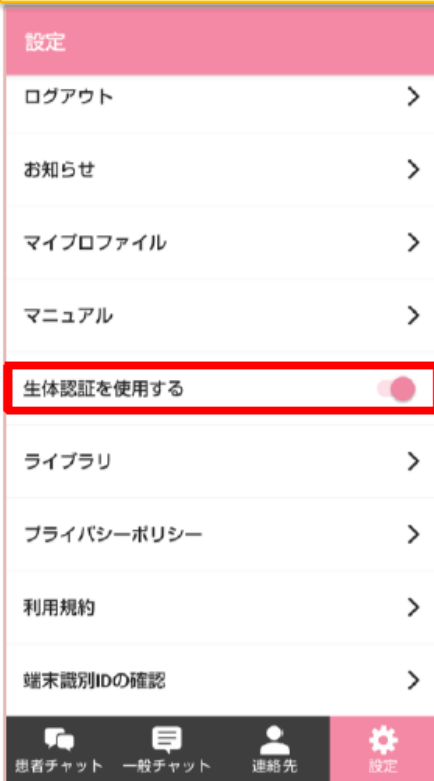 設定
ログアウト
お知らせ
マイプロファイル
マニュアル
生体認証を使用する
ライブラリ
プライバシーポリシー
利用規約
端末識別IDの確認
患者チャット 一般チャット 連絡先 設定